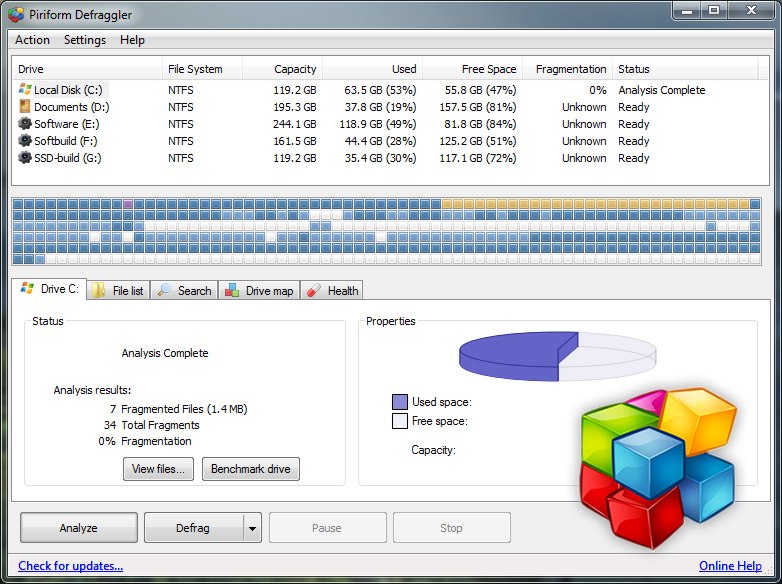 Piriform Defraggler
Action Settings Help
Drive File System Capacity Used Free Space Fragmentation Status
Local Disk (C:) NTFS 119.2 GB 63.5 GB (53%) 55.8 GB (47%) 0% Analysis Complete
Documents (D:) NTFS 195.3 GB 37.8 GB (19%) 157.5 GB (81%) Unknown Ready
Software (E:) NTFS 244.1 GB 118.9 GB (49%) 81.8 GB (84%) Unknown Ready
Softbuild (F:) NTFS 161.5 GB 44.4 GB (28%) 125.2 GB (51%) Unknown Ready
SSD-build (G:) NTFS 119.2 GB 35.4 GB (30%) 117.1 GB (72%) Unknown Ready
Drive C: File list Search Drive map Health
Status
Analysis Complete
Analysis results:
7 Fragmented Files (1.4 MB)
34 Total Fragments
0% Fragmentation
View files... Benchmark drive
Properties
Used space:
Free space:
Capacity:
Analyze Defrag Pause Stop
Check for updates... Online Help